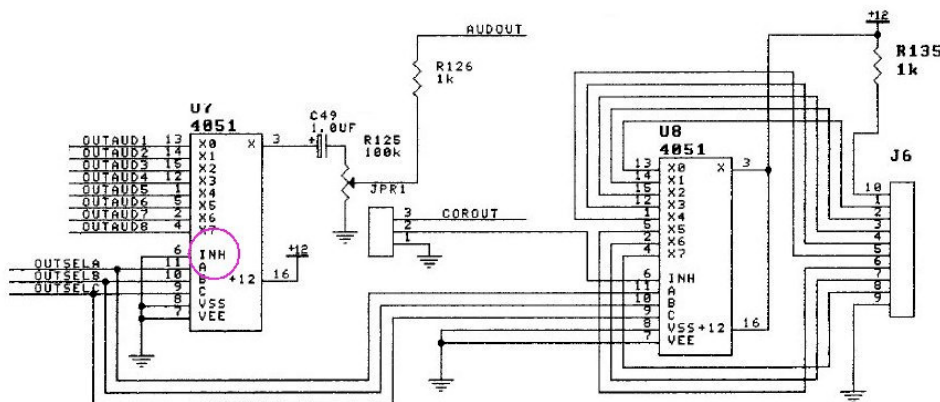 +12
AUDOUT
R126
1k
R135
1k
U7
4051
C49
1.0UF
R125
100k
U8
4051
J6
OUTAUD1 13 X0 X 3
OUTAUD2 14 X1
OUTAUD3 15 X2
OUTAUD4 12 X3
OUTAUD5 1 X4
OUTAUD6 5 X5
OUTAUD7 2 X6
OUTAUD8 4 X7
6 INH
OUTSELA 11 A
OUTSELB 10 B +12 16
OUTSELC 9 C
8 VSS
7 VEE
+12
JPR1
3 COROUT
2
1
13 X0 X 3
14 X1
15 X2
12 X3
1 X4
5 X5
2 X6
4 X7
6 INH
11 A
10 B
9 C
8 VSS +12 16
7 VEE
10
1
2
3
4
5
6
7
8
9